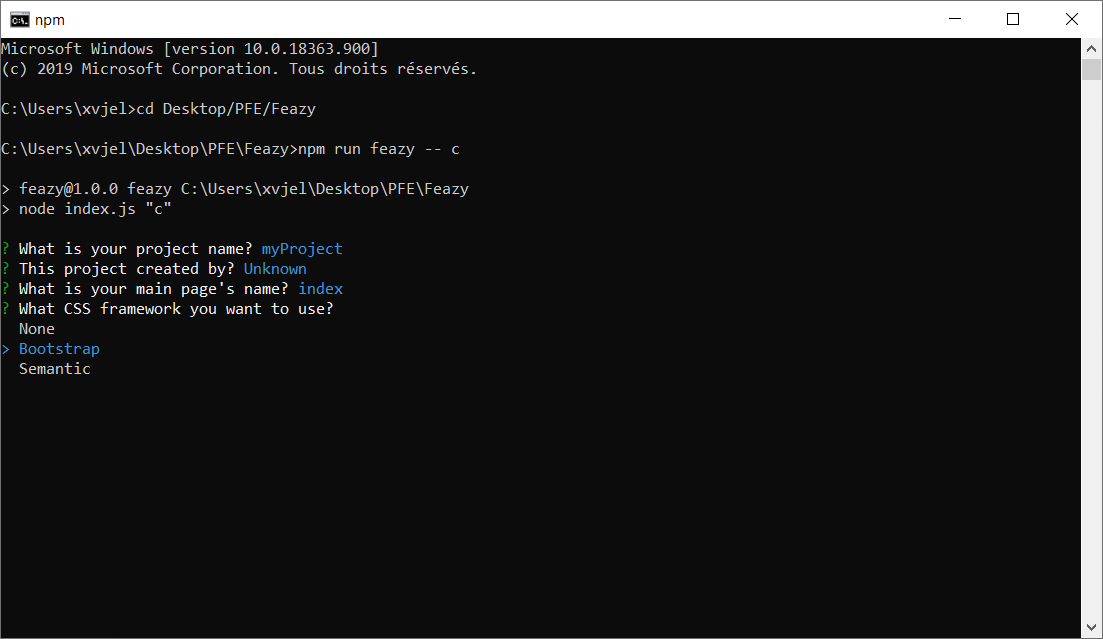 npm
Microsoft Windows [version 10.0.18363.900]
(c) 2019 Microsoft Corporation. Tous droits réservés.
C:\Users\xvjel>cd Desktop/PFE/Feazy
C:\Users\xvjel\Desktop\PFE\Feazy>npm run feazy -- c
> feazy@1.0.0 feazy C:\Users\xvjel\Desktop\PFE\Feazy
> node index.js "c"
? What is your project name? myProject
? This project created by? Unknown
? What is your main page's name? index
? What CSS framework you want to use?
None
> Bootstrap
Semantic